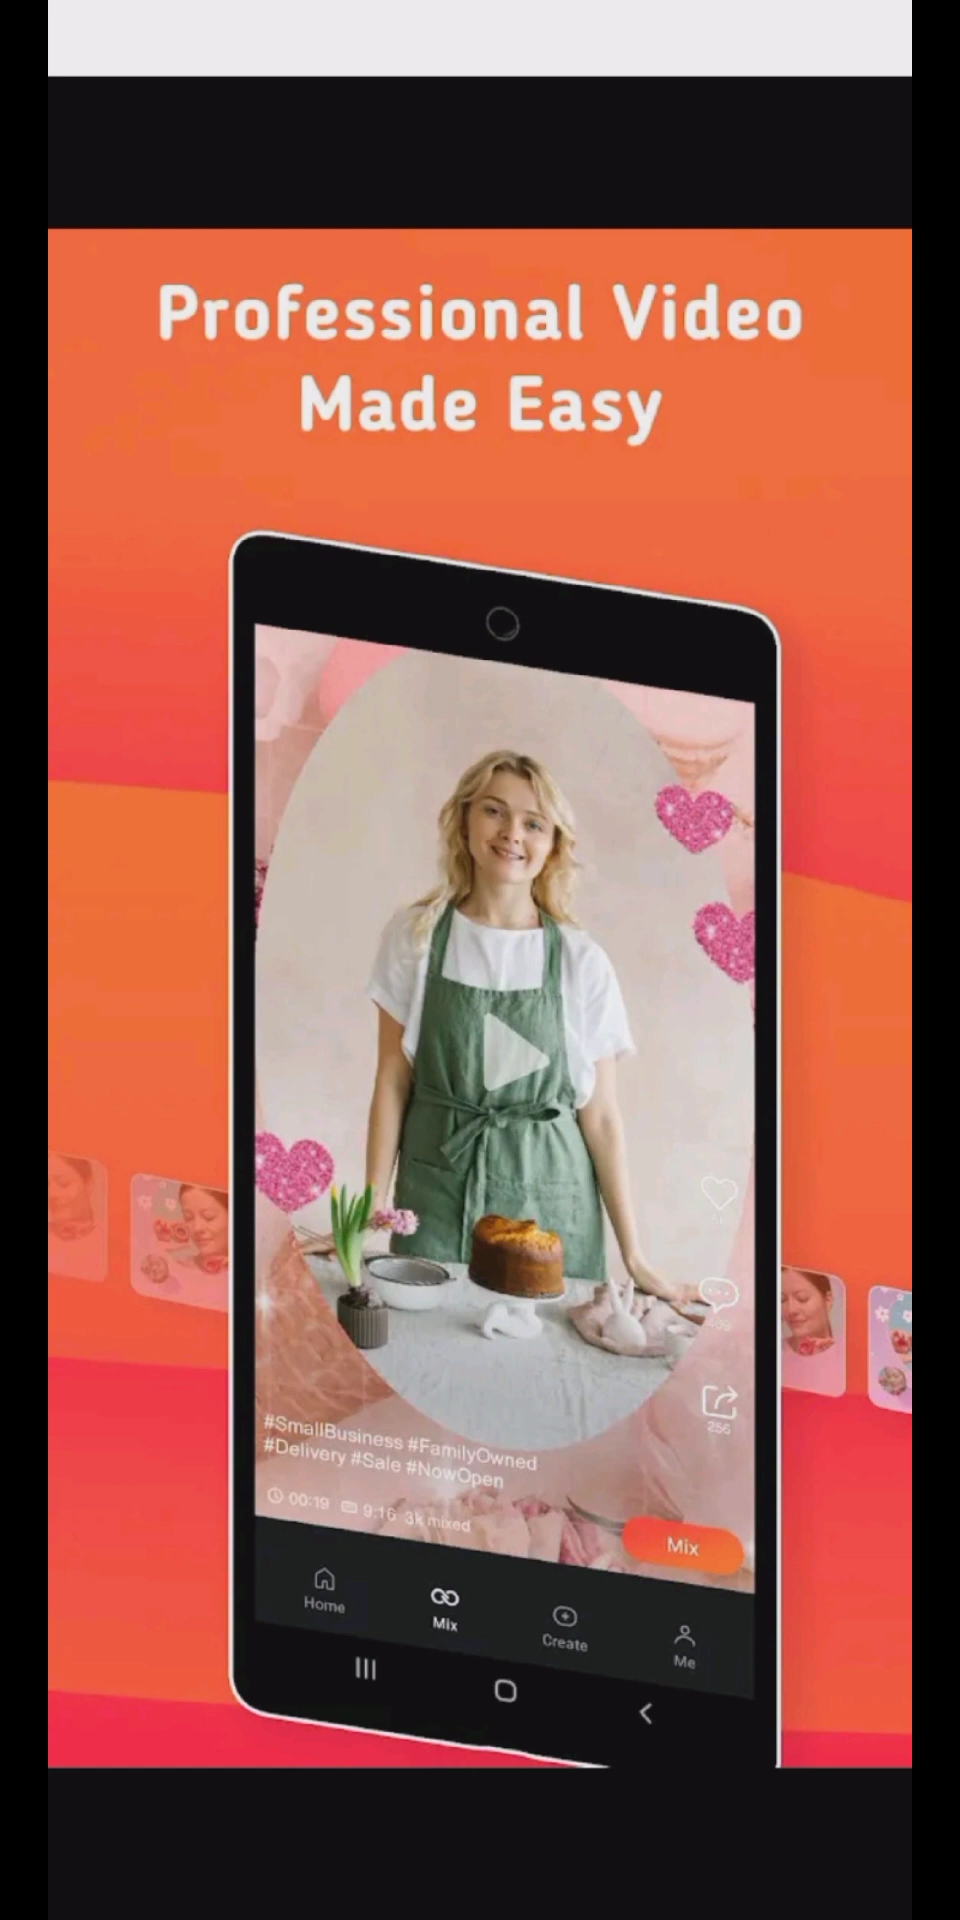 Professional Video
Made Easy
#SmallBusiness #FamilyOwned
#Delivery #Sale #NowOpen
00:19 9:16 3k mixed
256
Mix
Home
Mix
Create
Me